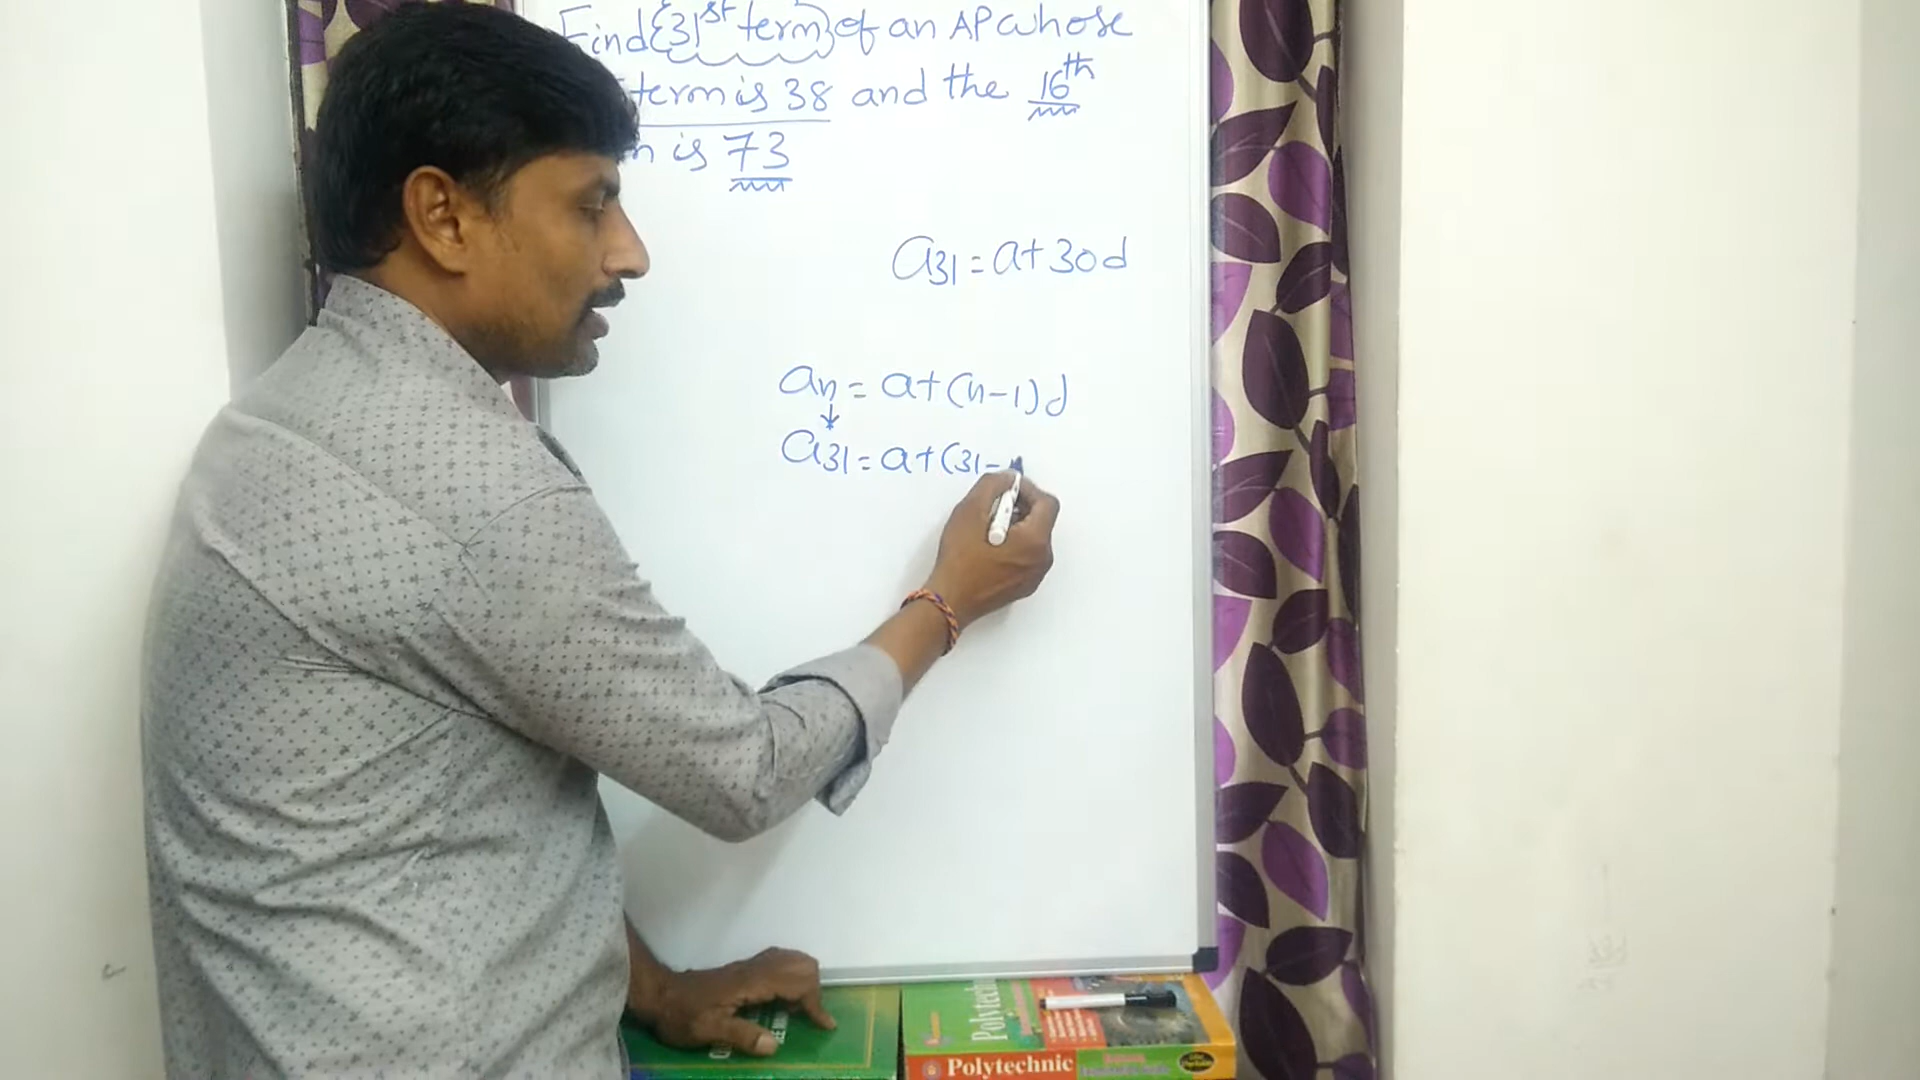 Find {31st term} of an AP whose
term is 38 and the 16th
is 73
a31 = a+30d
an = a+(n-1)d
a31 = a+(31-
Polytechnic
Polytechnic